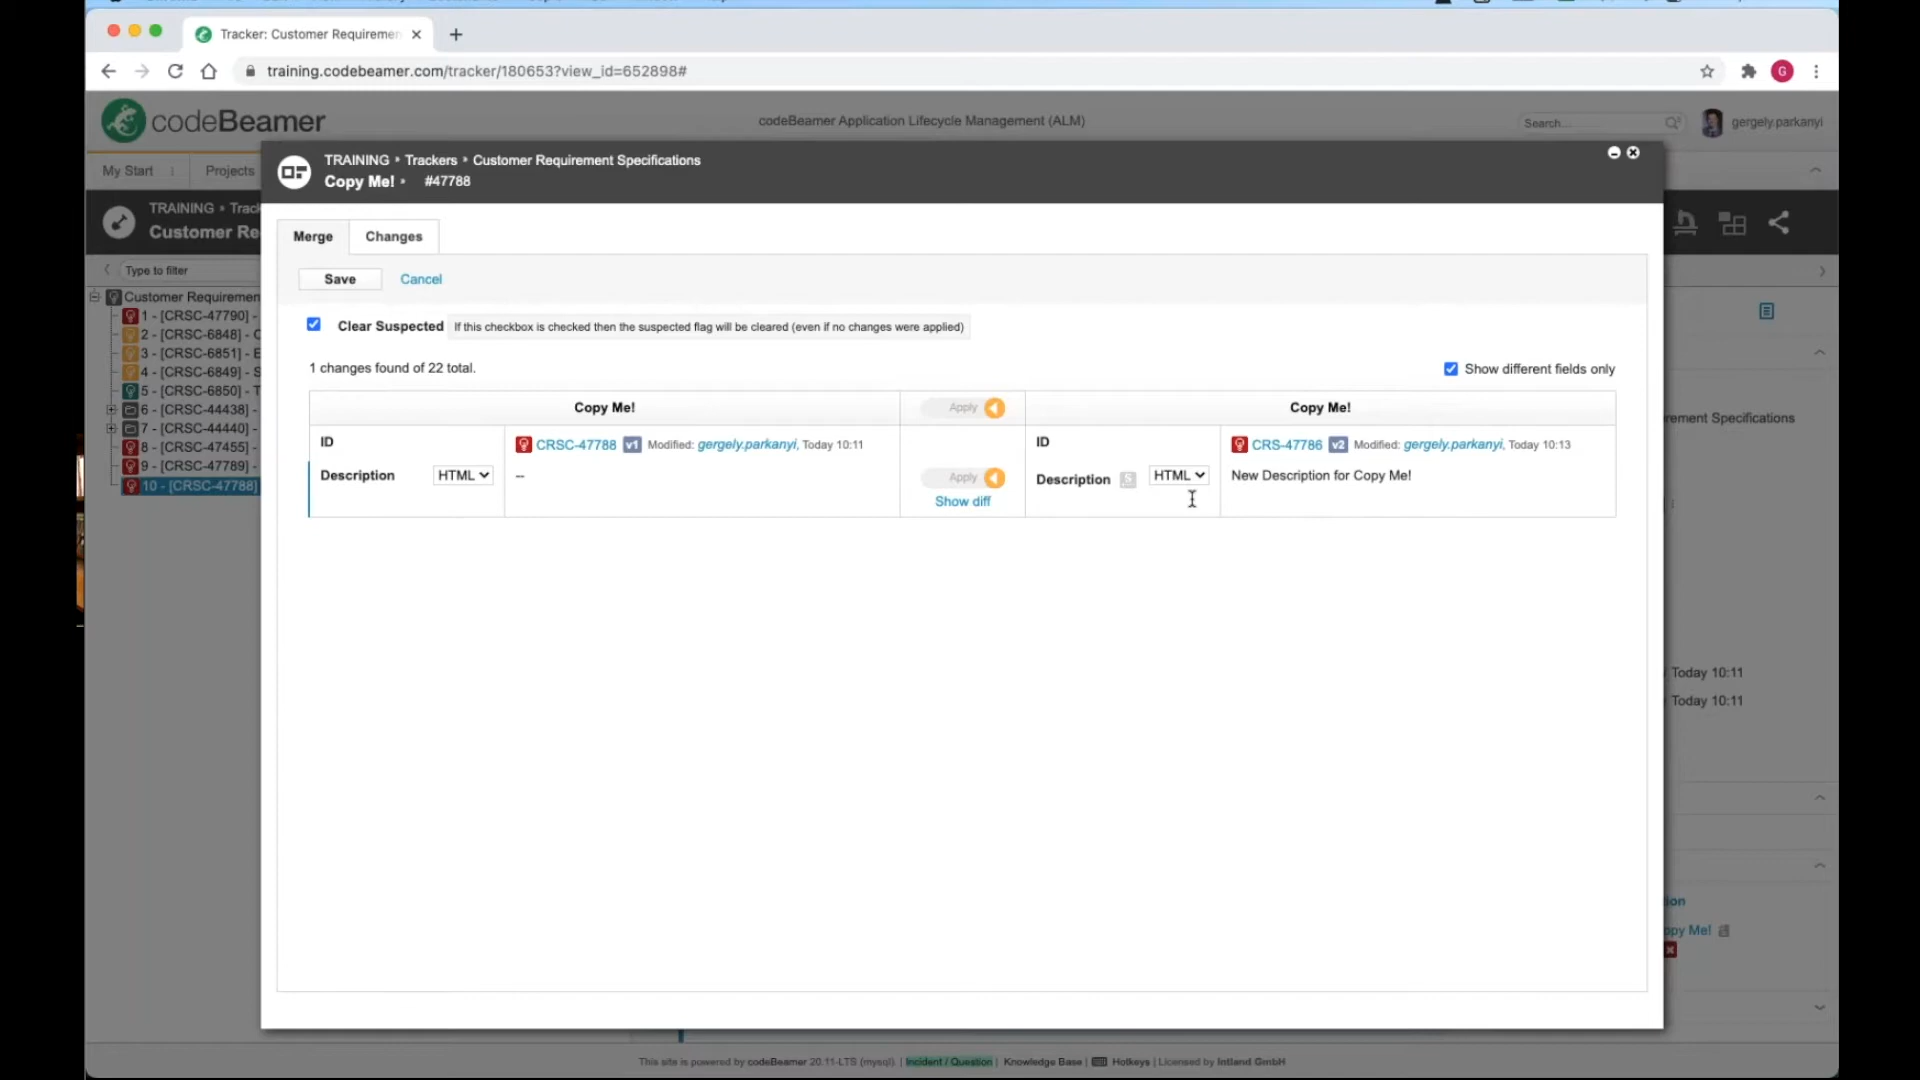 Tracker: Customer Requiremen
training.codebeamer.com/tracker/180653?view_id=652898#
G
codeBeamer
codeBeamer Application Lifecycle Management (ALM)
Search...
gergely.parkanyi
My Start
Projects
TRAINING • Trackers • Customer Requirement Specifications
Copy Me! • #47788
TRAINING • Track
Customer Re
Merge
Changes
Type to filter
Save
Cancel
Customer Requiremen
1 - [CRSC-47790] -
2 - [CRSC-6848] - C
3 - [CRSC-6851] - E
4 - [CRSC-6849] - S
5 - [CRSC-6850] - T
6 - [CRSC-44438] -
7 - [CRSC-44440] -
8 - [CRSC-47455] -
9 - [CRSC-47789] -
10 - [CRSC-47788]
Clear Suspected
If this checkbox is checked then the suspected flag will be cleared (even if no changes were applied)
1 changes found of 22 total.
Show different fields only
Copy Me!
Apply
Copy Me!
ID
CRSC-47788 v1 Modified: gergely.parkanyi, Today 10:11
ID
CRS-47786 v2 Modified: gergely.parkanyi, Today 10:13
Description
HTML
--
Apply
Show diff
Description
S
HTML
New Description for Copy Me!
rement Specifications
Today 10:11
Today 10:11
ion
opy Me!
This site is powered by codeBeamer 20.11-LTS (mysql). | Incident / Question | Knowledge Base | Hotkeys | Licensed by Intland GmbH